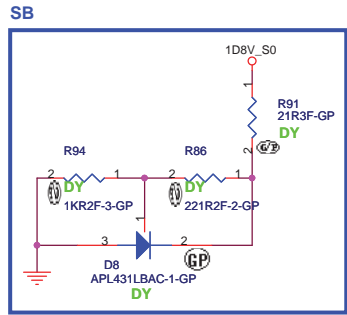 SB
1D8V_S0
1
R91
21R3F-GP
DY
2
G/P
R94
R86
2
1
2
1
DY
DY
1KR2F-3-GP
221R2F-2-GP
1
3
2
GP
D8
APL431LBAC-1-GP
DY